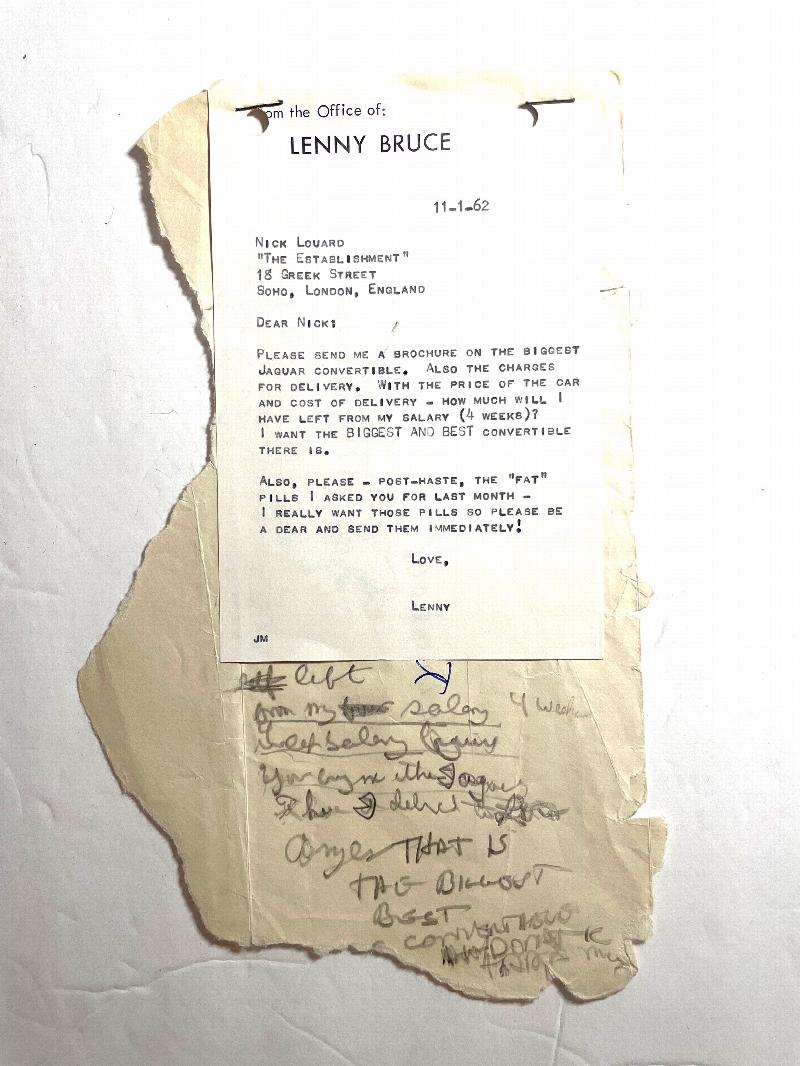 om the Office of:
LENNY BRUCE
11-1-62
NICK LOUARD
"THE ESTABLISHMENT"
18 GREEK STREET
SOHO, LONDON, ENGLAND
DEAR NICK:
PLEASE SEND ME A BROCHURE ON THE BIGGEST
JAGUAR CONVERTIBLE. ALSO THE CHARGES
FOR DELIVERY. WITH THE PRICE OF THE CAR
AND COST OF DELIVERY - HOW MUCH WILL I
HAVE LEFT FROM MY SALARY (4 WEEKS)?
I WANT THE BIGGEST AND BEST CONVERTIBLE
THERE IS.
ALSO, PLEASE - POST-HASTE, THE "FAT"
PILLS I ASKED YOU FOR LAST MONTH -
I REALLY WANT THOSE PILLS SO PLEASE BE
A DEAR AND SEND THEM IMMEDIATELY!
LOVE,
LENNY
JM
left
from my salary 4 weeks
salary
THAT IS
THE BIGGEST
BEST